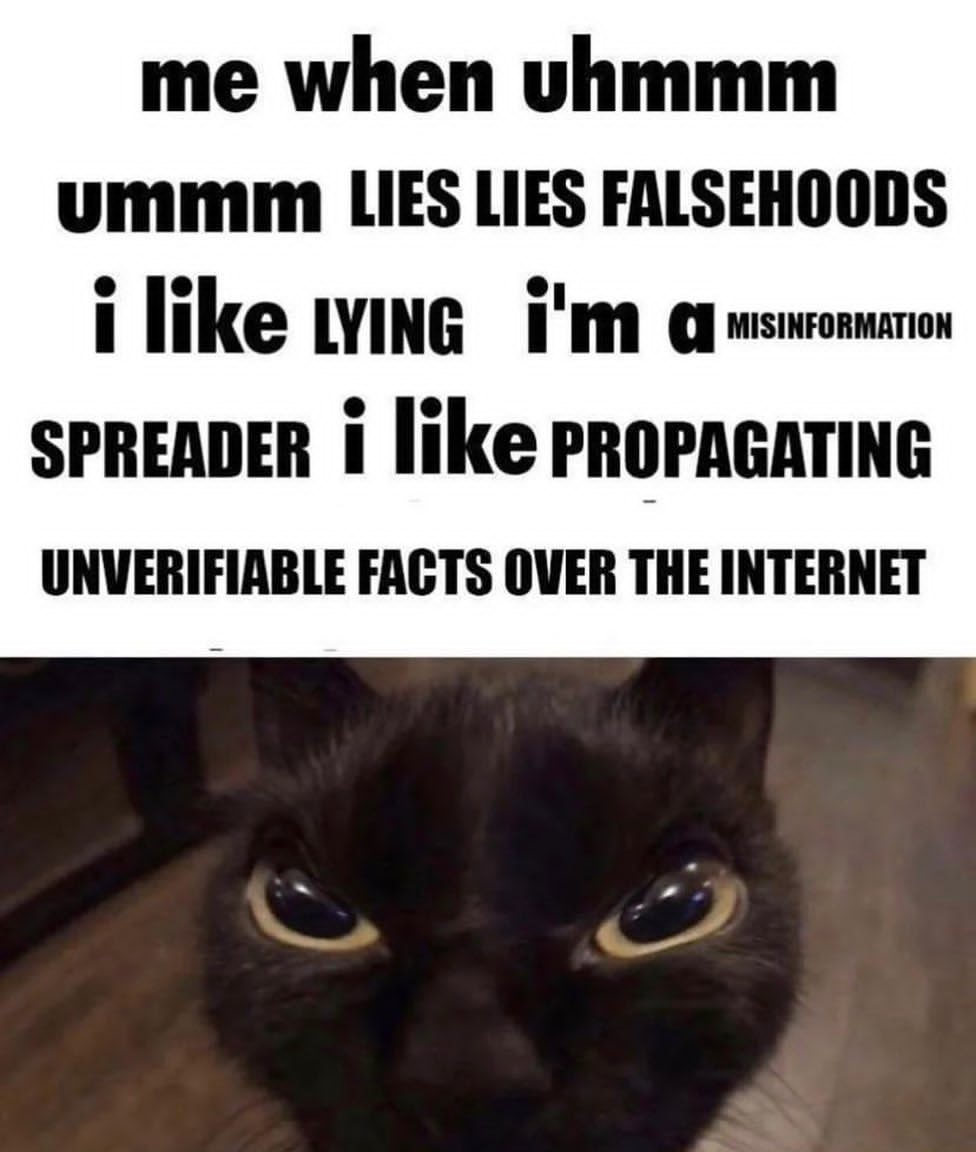 me when uhmmm
ummm LIES LIES FALSEHOODS
i like LYING i'm a MISINFORMATION
SPREADER i like PROPAGATING
UNVERIFIABLE FACTS OVER THE INTERNET